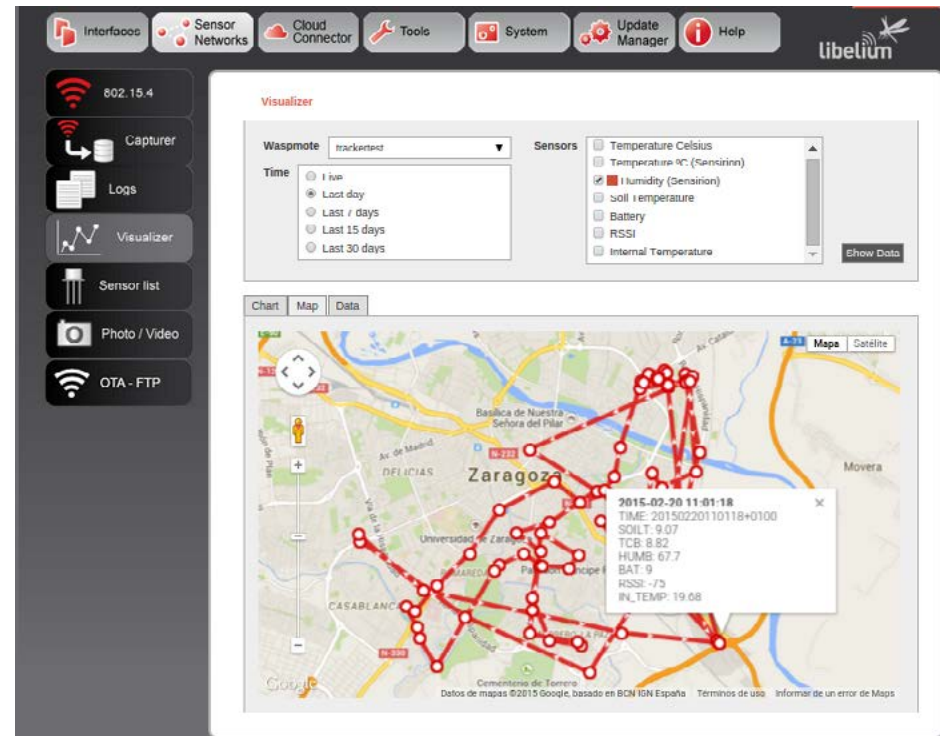 Interfaces
Sensor Networks
Cloud Connector
Tools
System
Update Manager
Help
libelium
802.15.4
Capturer
Logs
Visualizer
Sensor list
Photo / Video
OTA - FTP
Visualizer
Waspmote trackertest
Time
Live
Last day
Last 7 days
Last 15 days
Last 30 days
Sensors
Temperature Celsius
Temperature ºC (Sensirion)
Humidity (Sensirion)
Soil Temperature
Battery
RSSI
Internal Temperature
Show Data
Chart Map Data
Mapa Satélite
Basílica de Nuestra
Señora del Pilar
Av. de Madrid
N-232
DELICIAS
Zaragoza
Movera
Universidad de Zarag
CASABLANCA
N-330
Cementerio de Torrero
2015-02-20 11:01:18
TIME: 20150220110118+0100
SOILT: 9.07
TCB: 8.82
HUMB: 67.7
BAT: 9
RSSI: -75
IN_TEMP: 19.68
Google
Datos de mapas ©2015 Google, basado en BCN IGN España
Términos de uso
Informar de un error de Maps